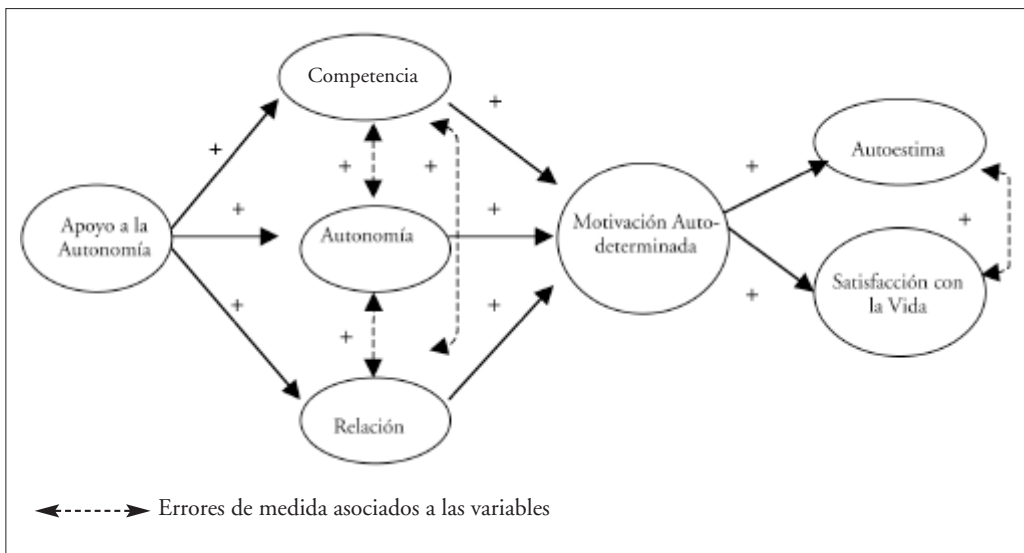 Competencia
+
+
+
+
Autoestima
+
+
Apoyo a la
Autonomía
+
Autonomía
+
Motivación Auto-
determinada
+
Satisfacción con
la Vida
+
+
+
+
Relación
Errores de medida asociados a las variables